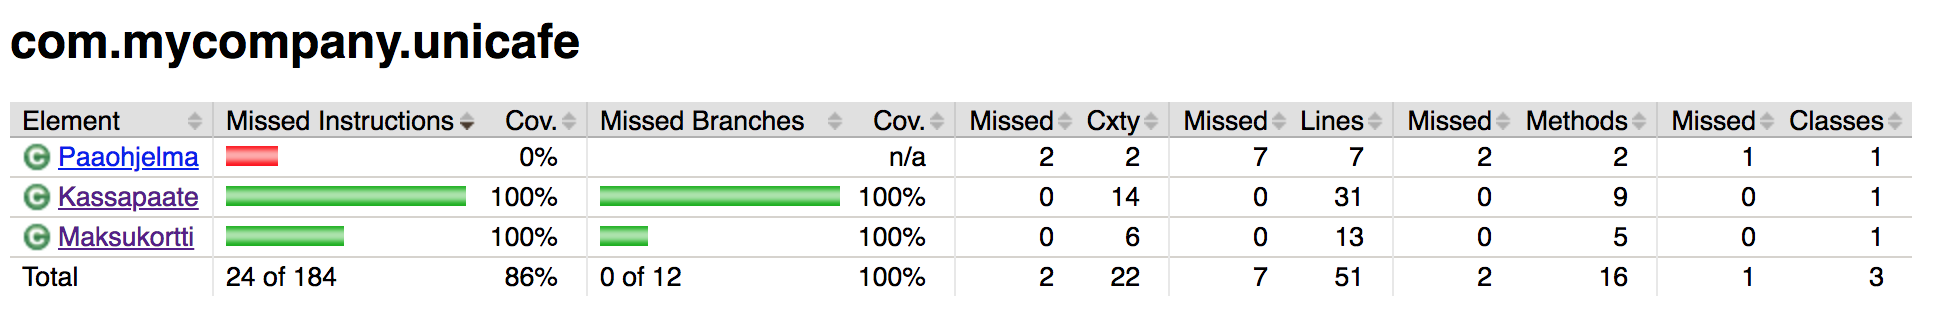 com.mycompany.unicafe
Element Missed Instructions Cov. Missed Branches Cov. Missed Cxty Missed Lines Missed Methods Missed Classes
C Paaohjelma 0% n/a 2 2 7 7 2 2 1 1
C Kassapaate 100% 100% 0 14 0 31 0 9 0 1
C Maksukortti 100% 100% 0 6 0 13 0 5 0 1
Total 24 of 184 86% 0 of 12 100% 2 22 7 51 2 16 1 3